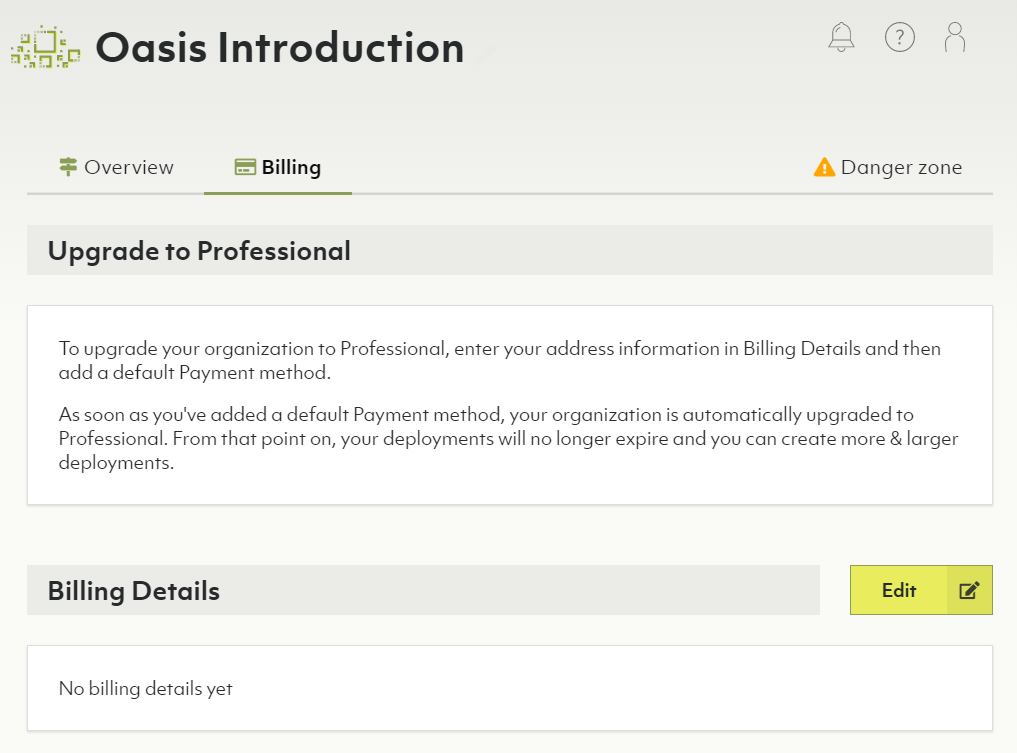 Oasis Introduction
Overview
Billing
Danger zone
Upgrade to Professional
To upgrade your organization to Professional, enter your address information in Billing Details and then
add a default Payment method.
As soon as you've added a default Payment method, your organization is automatically upgraded to
Professional. From that point on, your deployments will no longer expire and you can create more & larger
deployments.
Billing Details
Edit
No billing details yet